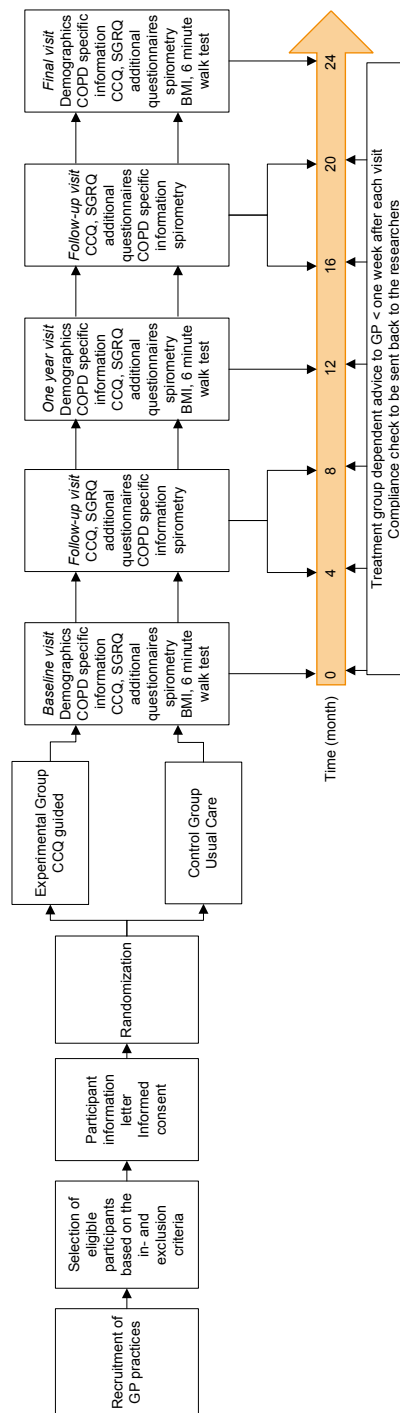 Recruitment of
GP practices
Selection of
eligible
participants
based on the
in- and
exclusion
criteria
Participant
information
letter
Informed
consent
Randomization
Experimental Group
CCQ guided
Control Group
Usual Care
Baseline visit
Demographics
COPD specific
information
CCQ, SGRQ
additional
questionnaires
spirometry
BMI, 6 minute
walk test
Follow-up visit
CCQ, SGRQ
additional
questionnaires
COPD specific
information
spirometry
One year visit
Demographics
COPD specific
information
CCQ, SGRQ
additional
questionnaires
spirometry
BMI, 6 minute
walk test
Follow-up visit
CCQ, SGRQ
additional
questionnaires
COPD specific
information
spirometry
Final visit
Demographics
COPD specific
information
CCQ, SGRQ
additional
questionnaires
spirometry
BMI, 6 minute
walk test
Time (month)
0 4 8 12 16 20 24
Treatment group dependent advice to GP < one week after each visit
Compliance check to be sent back to the researchers